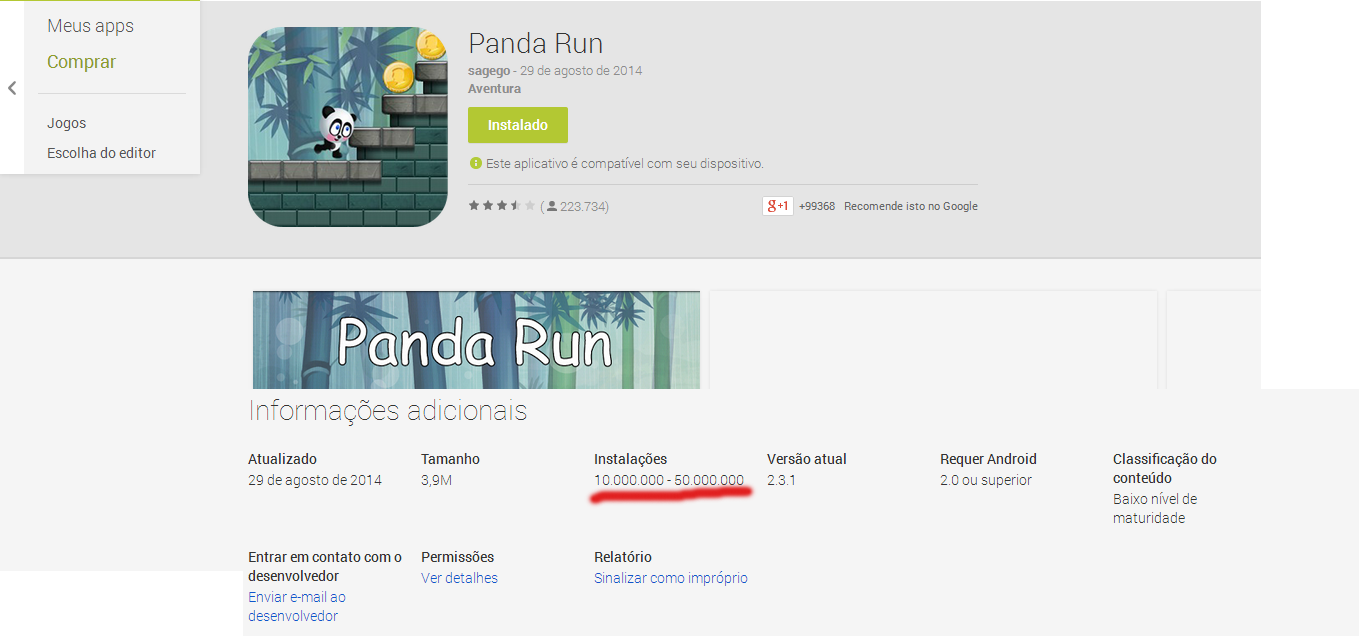 Meus apps
Comprar
Jogos
Escolha do editor
Panda Run
sagego - 29 de agosto de 2014
Aventura
Instalado
Este aplicativo é compatível com seu dispositivo.
(223.734)
g+1 +99368 Recomende isto no Google
Panda Run
Informações adicionais
Atualizado
29 de agosto de 2014
Tamanho
3,9M
Instalações
10.000.000 - 50.000.000
Versão atual
2.3.1
Requer Android
2.0 ou superior
Classificação do
conteúdo
Baixo nível de
maturidade
Entrar em contato com o
desenvolvedor
Enviar e-mail ao
desenvolvedor
Permissões
Ver detalhes
Relatório
Sinalizar como impróprio